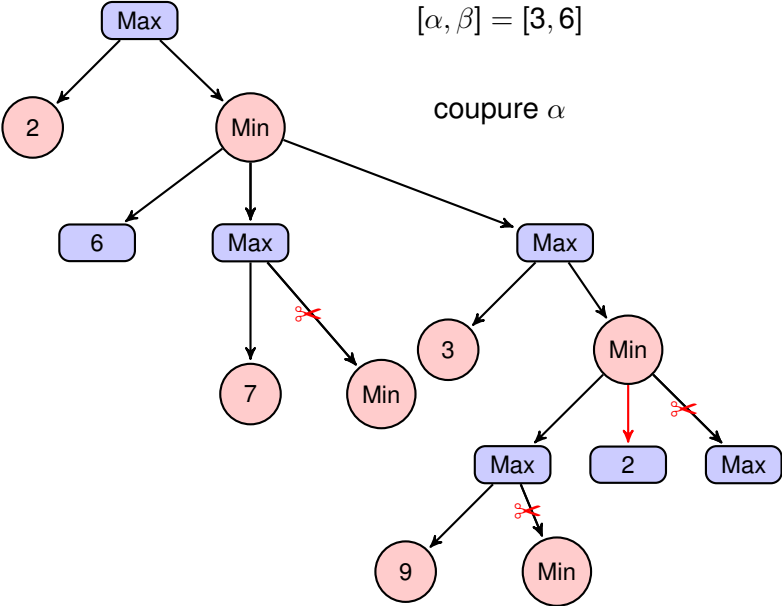 Max
[α, β] = [3, 6]
coupure α
2
Min
6
Max
Max
7
Min
3
Min
Max
2
Max
9
Min